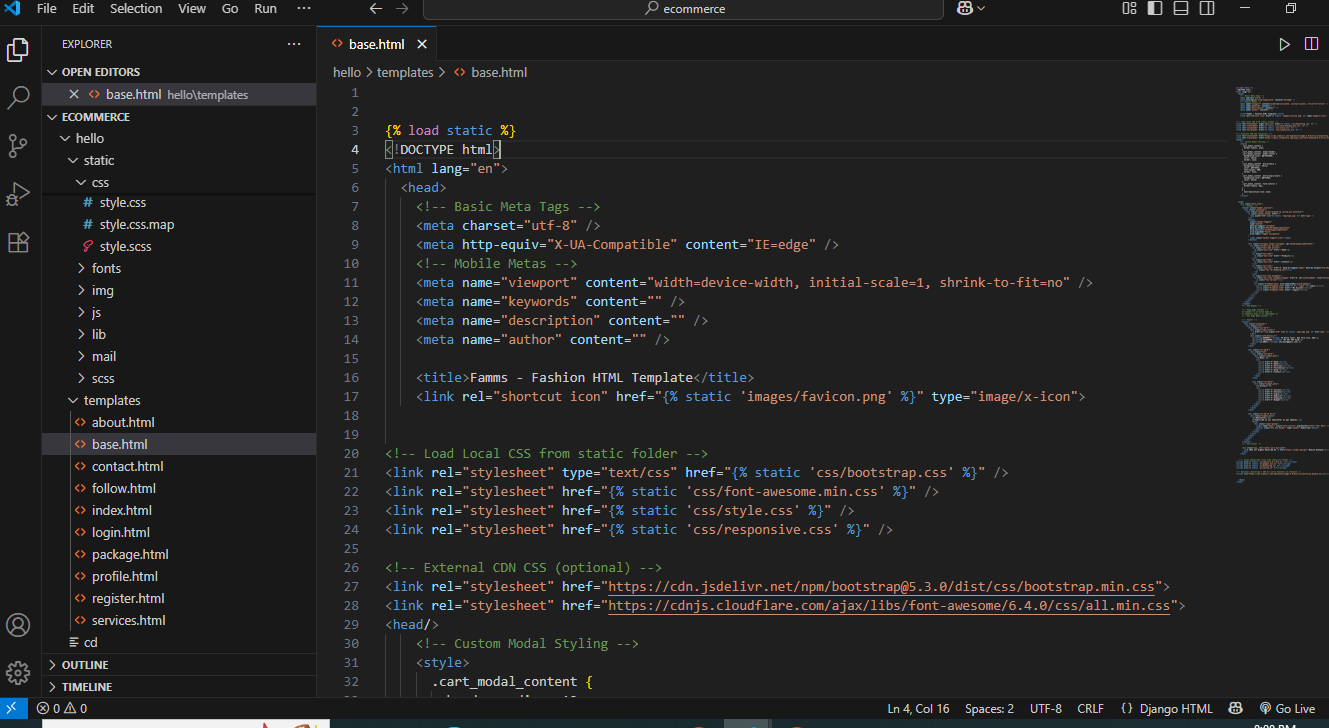 File Edit Selection View Go Run ··· ecommerce
EXPLORER ···
OPEN EDITORS
base.html hello\templates
ECOMMERCE
hello
static
css
# style.css
# style.css.map
style.scss
fonts
img
js
lib
mail
scss
templates
<> about.html
<> base.html
<> contact.html
<> follow.html
<> index.html
<> login.html
<> package.html
<> profile.html
<> register.html
<> services.html
cd
OUTLINE
TIMELINE
<> base.html
hello > templates > <> base.html
1
2
3 {% load static %}
4 <!DOCTYPE html>
5 <html lang="en">
6 <head>
7 <!-- Basic Meta Tags -->
8 <meta charset="utf-8" />
9 <meta http-equiv="X-UA-Compatible" content="IE=edge" />
10 <!-- Mobile Metas -->
11 <meta name="viewport" content="width=device-width, initial-scale=1, shrink-to-fit=no" />
12 <meta name="keywords" content="" />
13 <meta name="description" content="" />
14 <meta name="author" content="" />
15
16 <title>Famms - Fashion HTML Template</title>
17 <link rel="shortcut icon" href="{% static 'images/favicon.png' %}" type="image/x-icon">
18
19
20 <!-- Load Local CSS from static folder -->
21 <link rel="stylesheet" type="text/css" href="{% static 'css/bootstrap.css' %}" />
22 <link rel="stylesheet" href="{% static 'css/font-awesome.min.css' %}" />
23 <link rel="stylesheet" href="{% static 'css/style.css' %}" />
24 <link rel="stylesheet" href="{% static 'css/responsive.css' %}" />
25
26 <!-- External CDN CSS (optional) -->
27 <link rel="stylesheet" href="https://cdn.jsdelivr.net/npm/bootstrap@5.3.0/dist/css/bootstrap.min.css">
28 <link rel="stylesheet" href="https://cdnjs.cloudflare.com/ajax/libs/font-awesome/6.4.0/css/all.min.css">
29 <head/>
30 <!-- Custom Modal Styling -->
31 <style>
32 .cart_modal_content {
0 0 Ln 4, Col 16 Spaces: 2 UTF-8 CRLF {} Django HTML Go Live